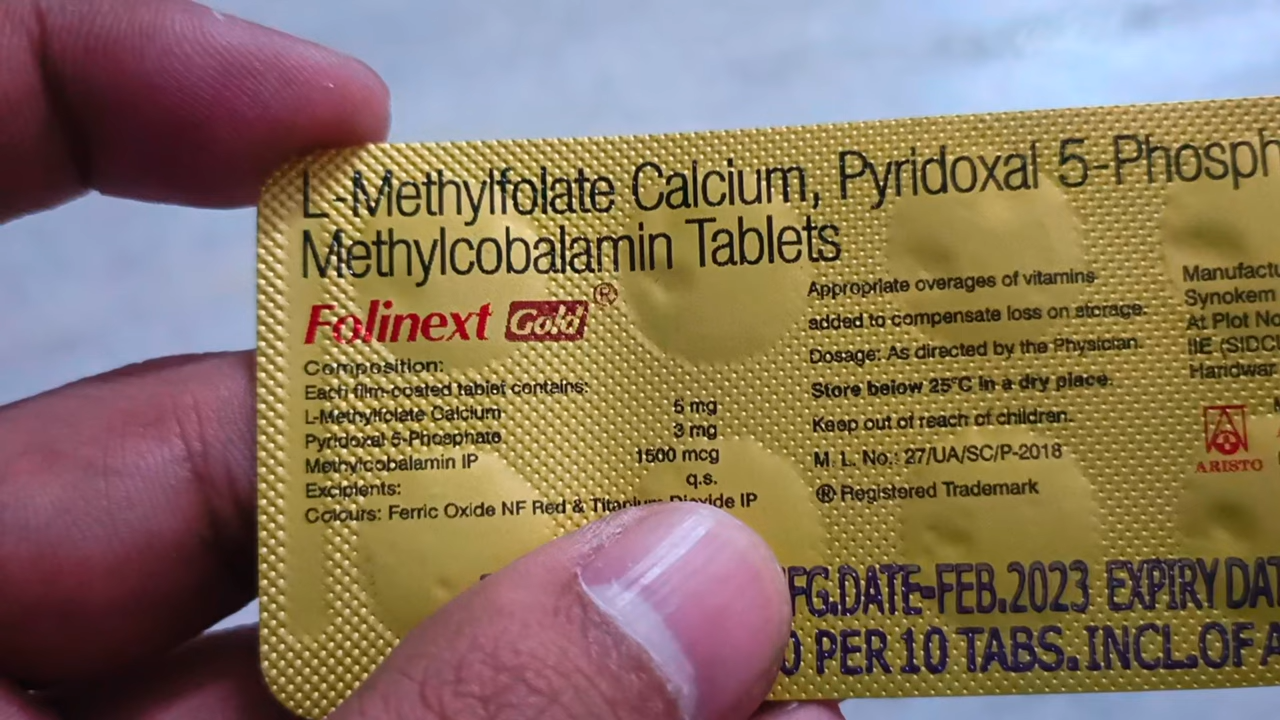 L-Methylfolate Calcium, Pyridoxal 5-Phosph
Methylcobalamin Tablets
Folinext Gold ®
Composition:
Each film-coated tablet contains:
L-Methylfolate Calcium 5 mg
Pyridoxal 5-Phosphate 3 mg
Methylcobalamin IP 1500 mcg
Excipients: q.s.
Colours: Ferric Oxide NF Red & Titanium Dioxide IP
Appropriate overages of vitamins
added to compensate loss on storage.
Dosage: As directed by the Physician.
Store below 25°C in a dry place.
Keep out of reach of children.
M. L. No.: 27/UA/SC/P-2018
® Registered Trademark
Manufactu
Synokem
At Plot No
IIE (SIDC
Haridwar
ARISTO
FG.DATE-FEB.2023 EXPIRY DAT
0 PER 10 TABS.INCL.OF A